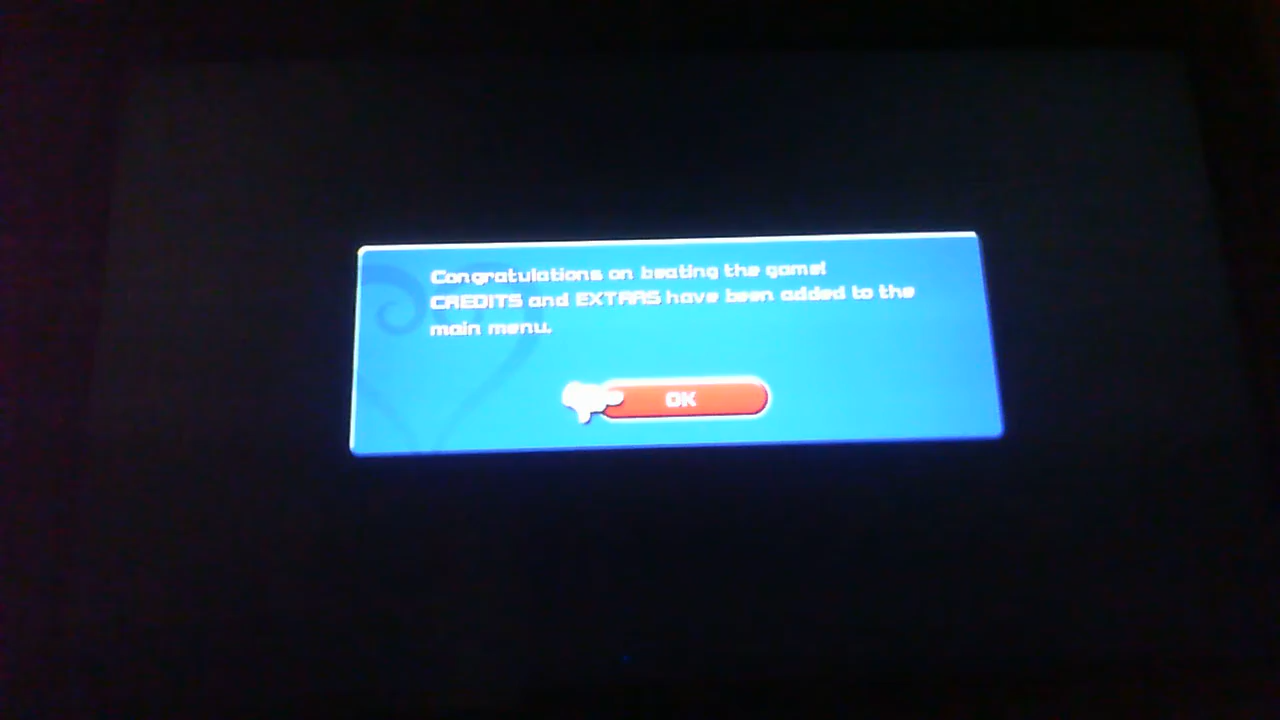 Congratulations on beating the game!
CREDITS and EXTRAS have been added to the
main menu.
OK